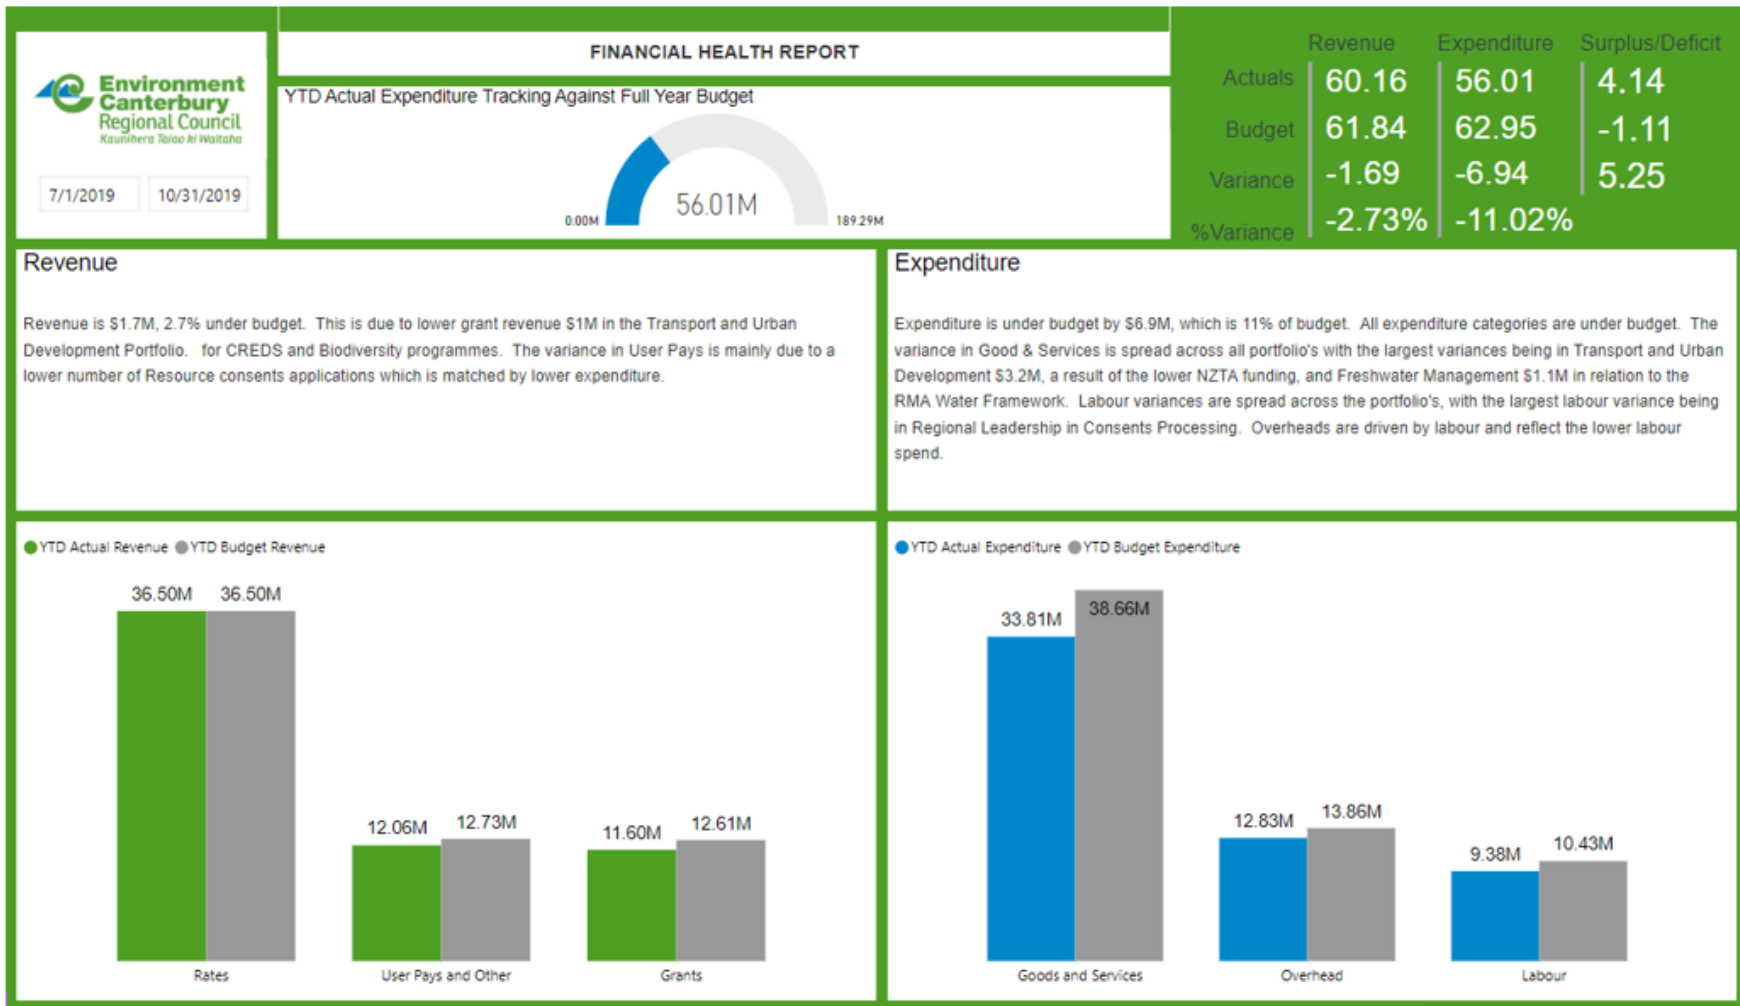 Environment
Canterbury
Regional Council
Kaunihera Taiao ki Waitaha
7/1/2019 10/31/2019
FINANCIAL HEALTH REPORT
YTD Actual Expenditure Tracking Against Full Year Budget
56.01M
0.00M 189.29M
Revenue Expenditure Surplus/Deficit
Actuals 60.16 56.01 4.14
Budget 61.84 62.95 -1.11
Variance -1.69 -6.94 5.25
%Variance -2.73% -11.02%
Revenue
Revenue is $1.7M, 2.7% under budget. This is due to lower grant revenue $1M in the Transport and Urban
Development Portfolio. for CREDS and Biodiversity programmes. The variance in User Pays is mainly due to a
lower number of Resource consents applications which is matched by lower expenditure.
Expenditure
Expenditure is under budget by $6.9M, which is 11% of budget. All expenditure categories are under budget. The
variance in Good & Services is spread across all portfolio's with the largest variances being in Transport and Urban
Development $3.2M, a result of the lower NZTA funding, and Freshwater Management $1.1M in relation to the
RMA Water Framework. Labour variances are spread across the portfolio's, with the largest labour variance being
in Regional Leadership in Consents Processing. Overheads are driven by labour and reflect the lower labour
spend.
YTD Actual Revenue YTD Budget Revenue
36.50M 36.50M
12.06M 12.73M
11.60M 12.61M
Rates User Pays and Other Grants
YTD Actual Expenditure YTD Budget Expenditure
33.81M 38.66M
12.83M 13.86M
9.38M 10.43M
Goods and Services Overhead Labour